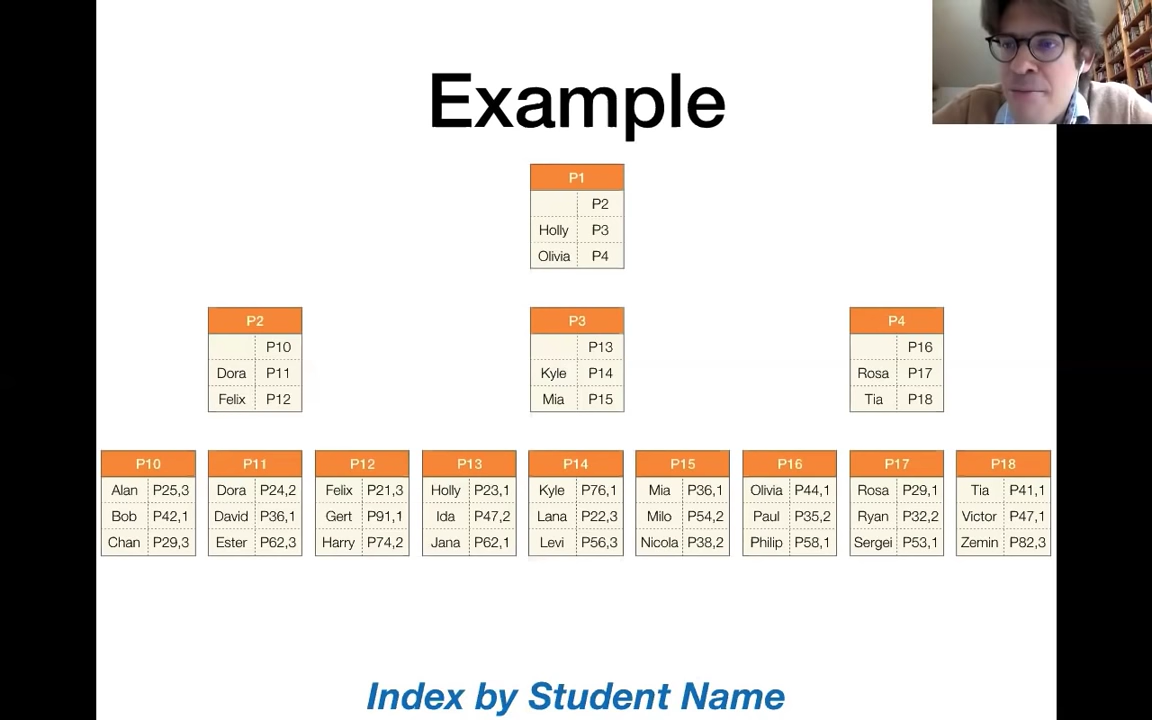 Example
P1
P2
Holly P3
Olivia P4
P2
P10
Dora P11
Felix P12
P3
P13
Kyle P14
Mia P15
P4
P16
Rosa P17
Tia P18
P10
Alan P25,3
Bob P42,1
Chan P29,3
P11
Dora P24,2
David P36,1
Ester P62,3
P12
Felix P21,3
Gert P91,1
Harry P74,2
P13
Holly P23,1
Ida P47,2
Jana P62,1
P14
Kyle P76,1
Lana P22,3
Levi P56,3
P15
Mia P36,1
Milo P54,2
Nicola P38,2
P16
Olivia P44,1
Paul P35,2
Philip P58,1
P17
Rosa P29,1
Ryan P32,2
Sergei P53,1
P18
Tia P41,1
Victor P47,1
Zemin P82,3
Index by Student Name